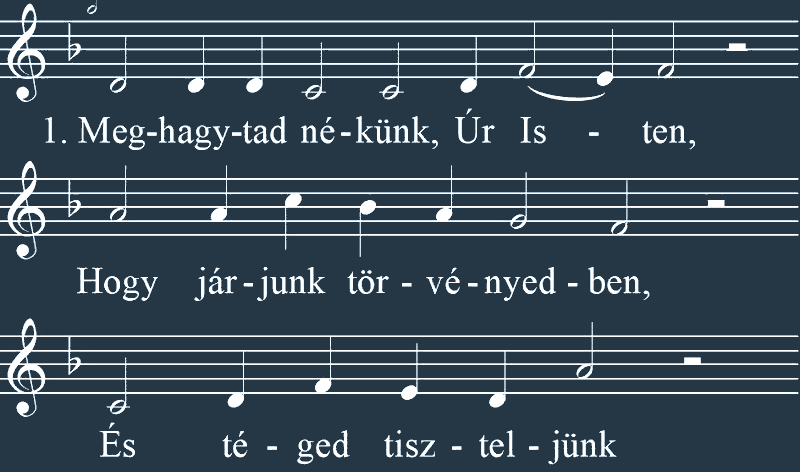 1. Meg-hagy-tad né-künk, Úr Is - ten,
Hogy jár-junk tör - vé-nyed - ben,
És té - ged tisz - tel - jünk